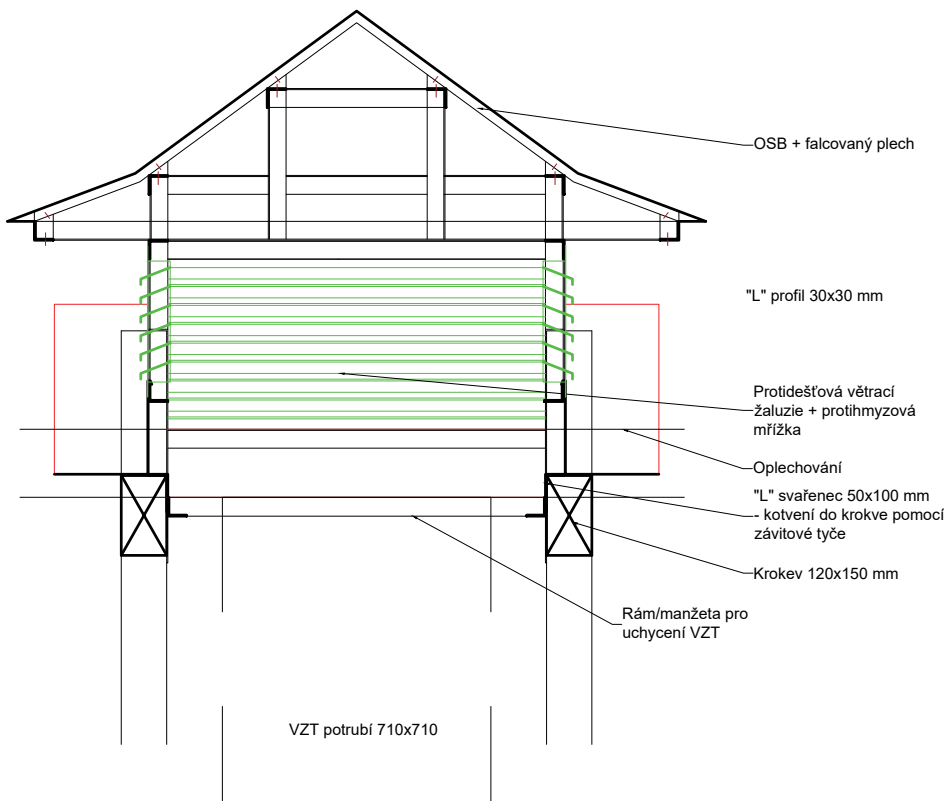 OSB + falcovaný plech
"L" profil 30x30 mm
Protidešťová větrací
žaluzie + protihmyzová
mřížka
Oplechování
"L" svařenec 50x100 mm
- kotvení do krokve pomocí
závitové tyče
Krokev 120x150 mm
Rám/manžeta pro
uchycení VZT
VZT potrubí 710x710